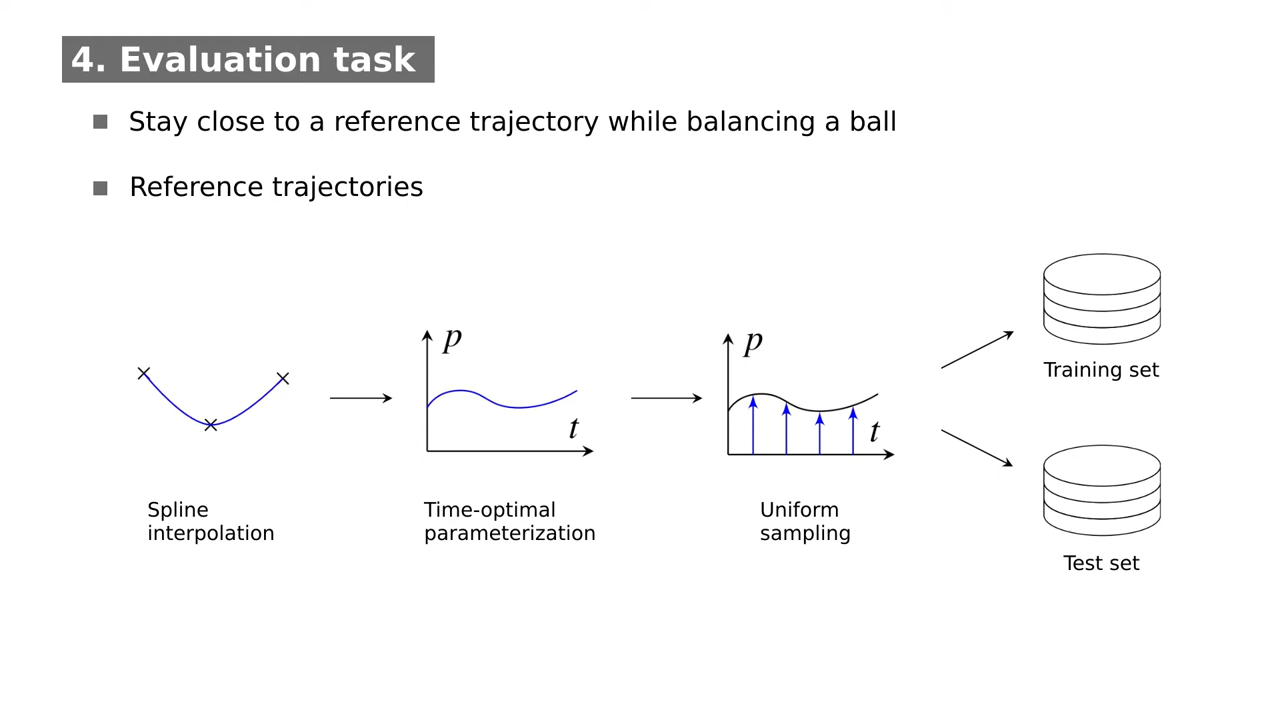 4. Evaluation task
Stay close to a reference trajectory while balancing a ball
Reference trajectories
p
t
p
t
Spline
interpolation
Time-optimal
parameterization
Uniform
sampling
Training set
Test set